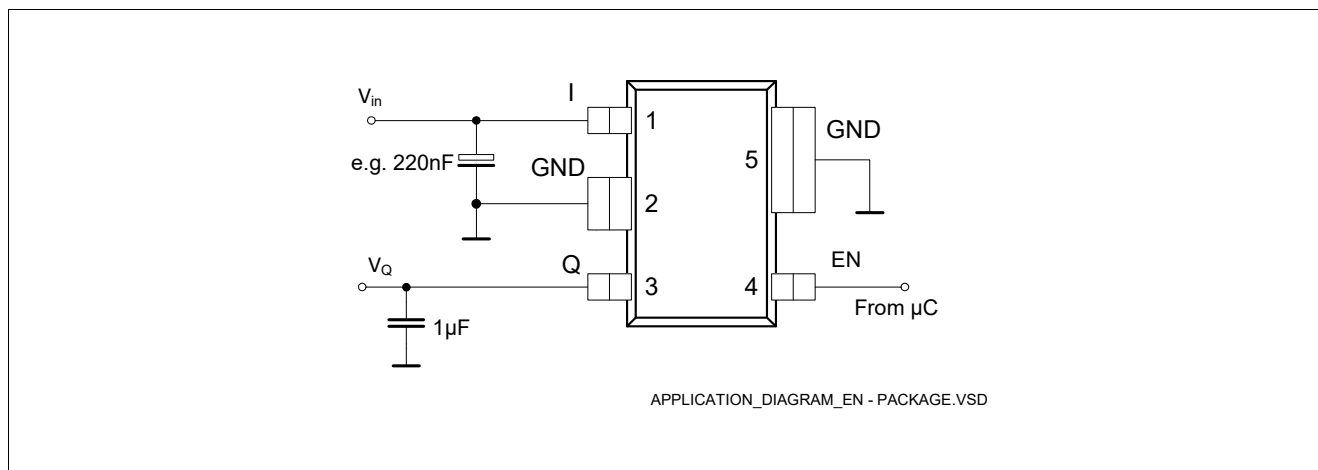 V_in
I
1
e.g. 220nF
GND
2
V_Q
Q
3
1µF
GND
5
EN
4
From µC
APPLICATION_DIAGRAM_EN - PACKAGE.VSD